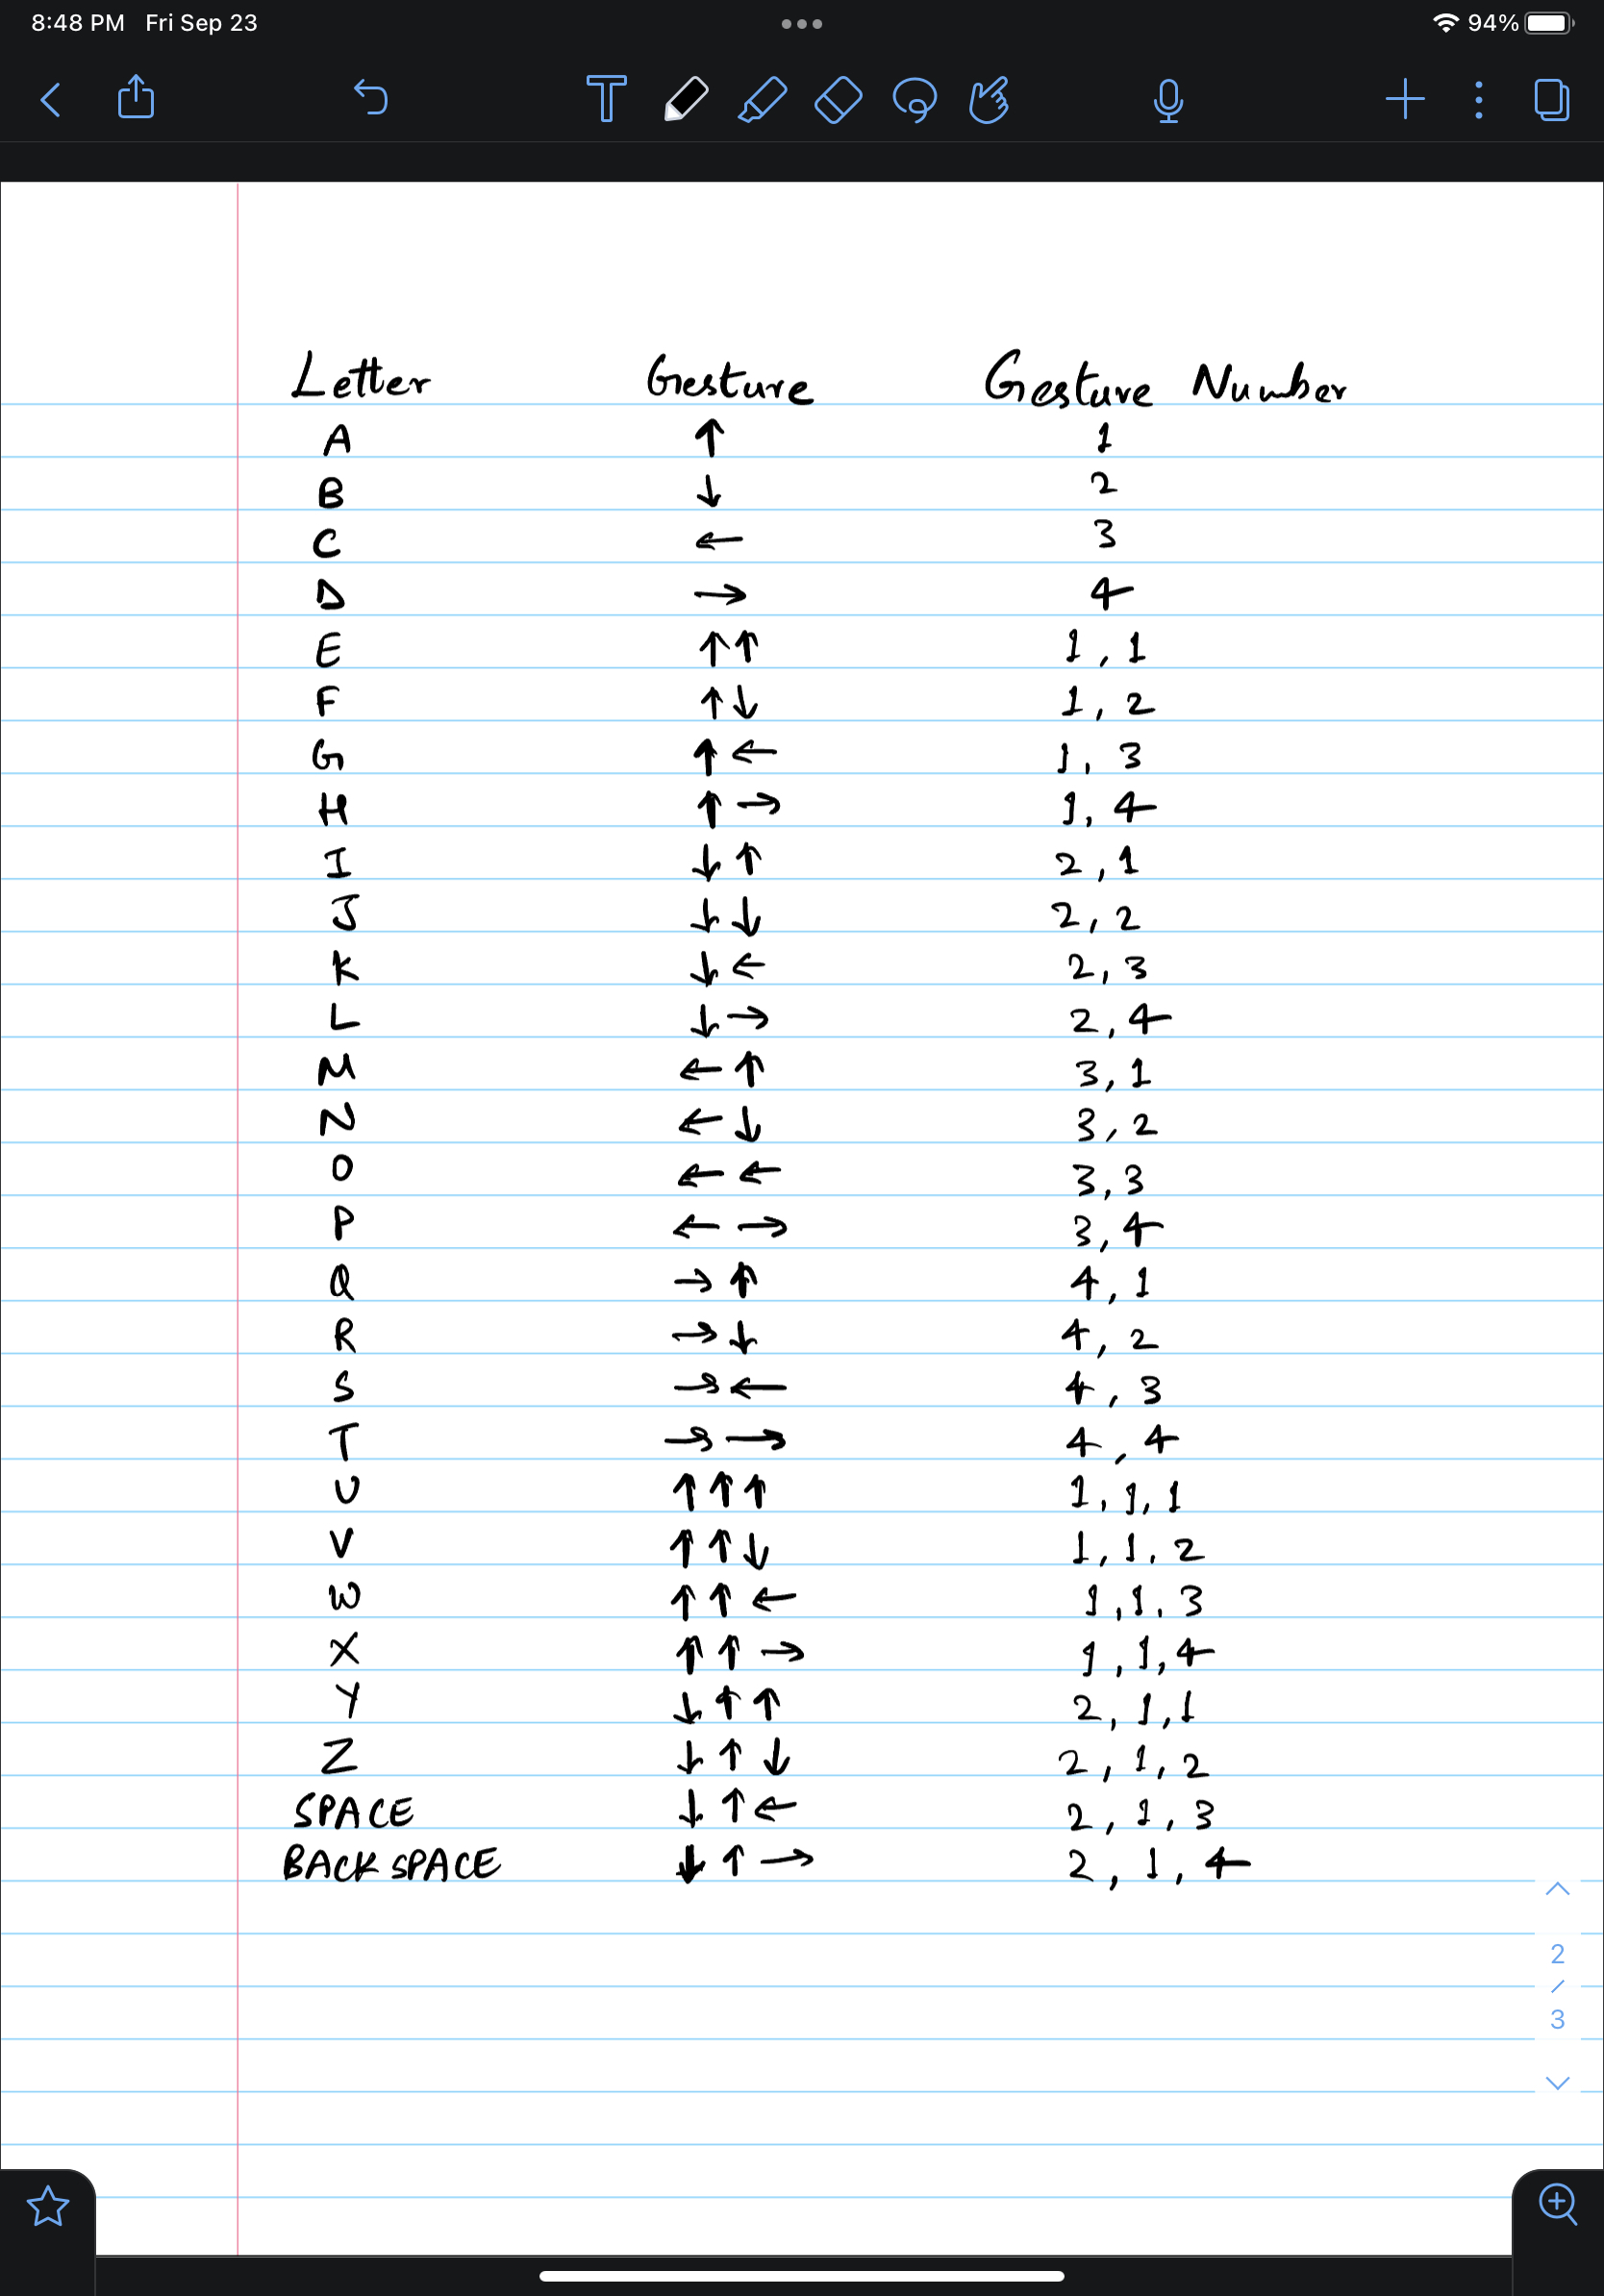 8:48 PM Fri Sep 23 94%
Letter Gesture Gesture Number
A ↑ 1
B ↓ 2
C ← 3
D → 4
E ↑↑ 1, 1
F ↑↓ 1, 2
G ↑← 1, 3
H ↑→ 1, 4
I ↓↑ 2, 1
J ↓↓ 2, 2
K ↓← 2, 3
L ↓→ 2, 4
M ←↑ 3, 1
N ←↓ 3, 2
O ←← 3, 3
P ←→ 3, 4
Q →↑ 4, 1
R →↓ 4, 2
S →← 4, 3
T →→ 4, 4
U ↑↑↑ 1, 1, 1
V ↑↑↓ 1, 1, 2
W ↑↑← 1, 1, 3
X ↑↑→ 1, 1, 4
Y ↓↑↑ 2, 1, 1
Z ↓↑↓ 2, 1, 2
SPACE ↓↑← 2, 1, 3
BACKSPACE ↓↑→ 2, 1, 4
2
/
3